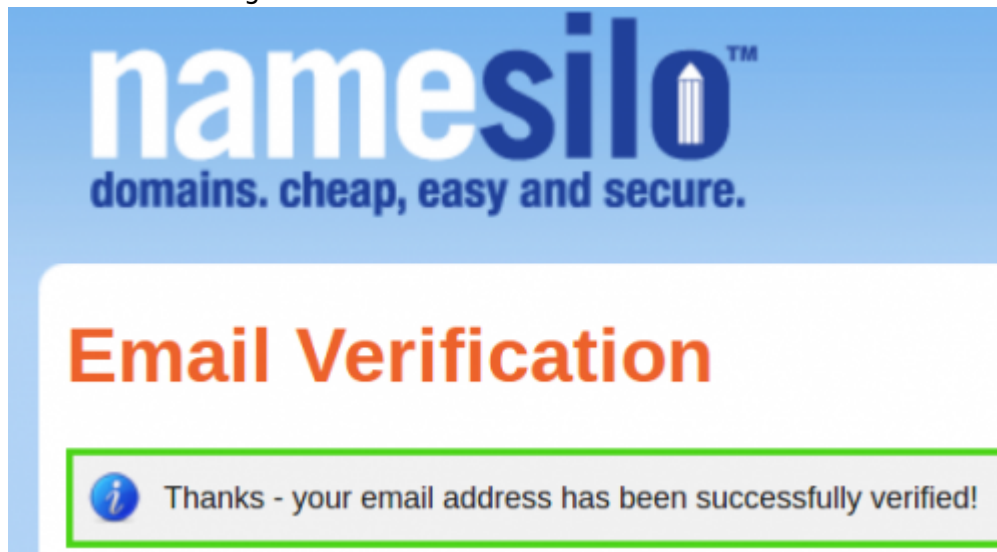 namesilo™
domains. cheap, easy and secure.
Email Verification
Thanks - your email address has been successfully verified!